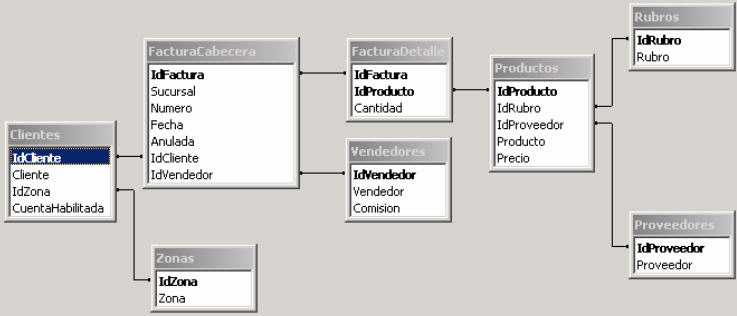 Clientes
IdCliente
Cliente
IdZona
CuentaHabilitada
FacturaCabecera
IdFactura
Sucursal
Numero
Fecha
Anulada
IdCliente
IdVendedor
Zonas
IdZona
Zona
FacturaDetalle
IdFactura
IdProducto
Cantidad
Vendedores
IdVendedor
Vendedor
Comision
Productos
IdProducto
IdRubro
IdProveedor
Producto
Precio
Rubros
IdRubro
Rubro
Proveedores
IdProveedor
Proveedor